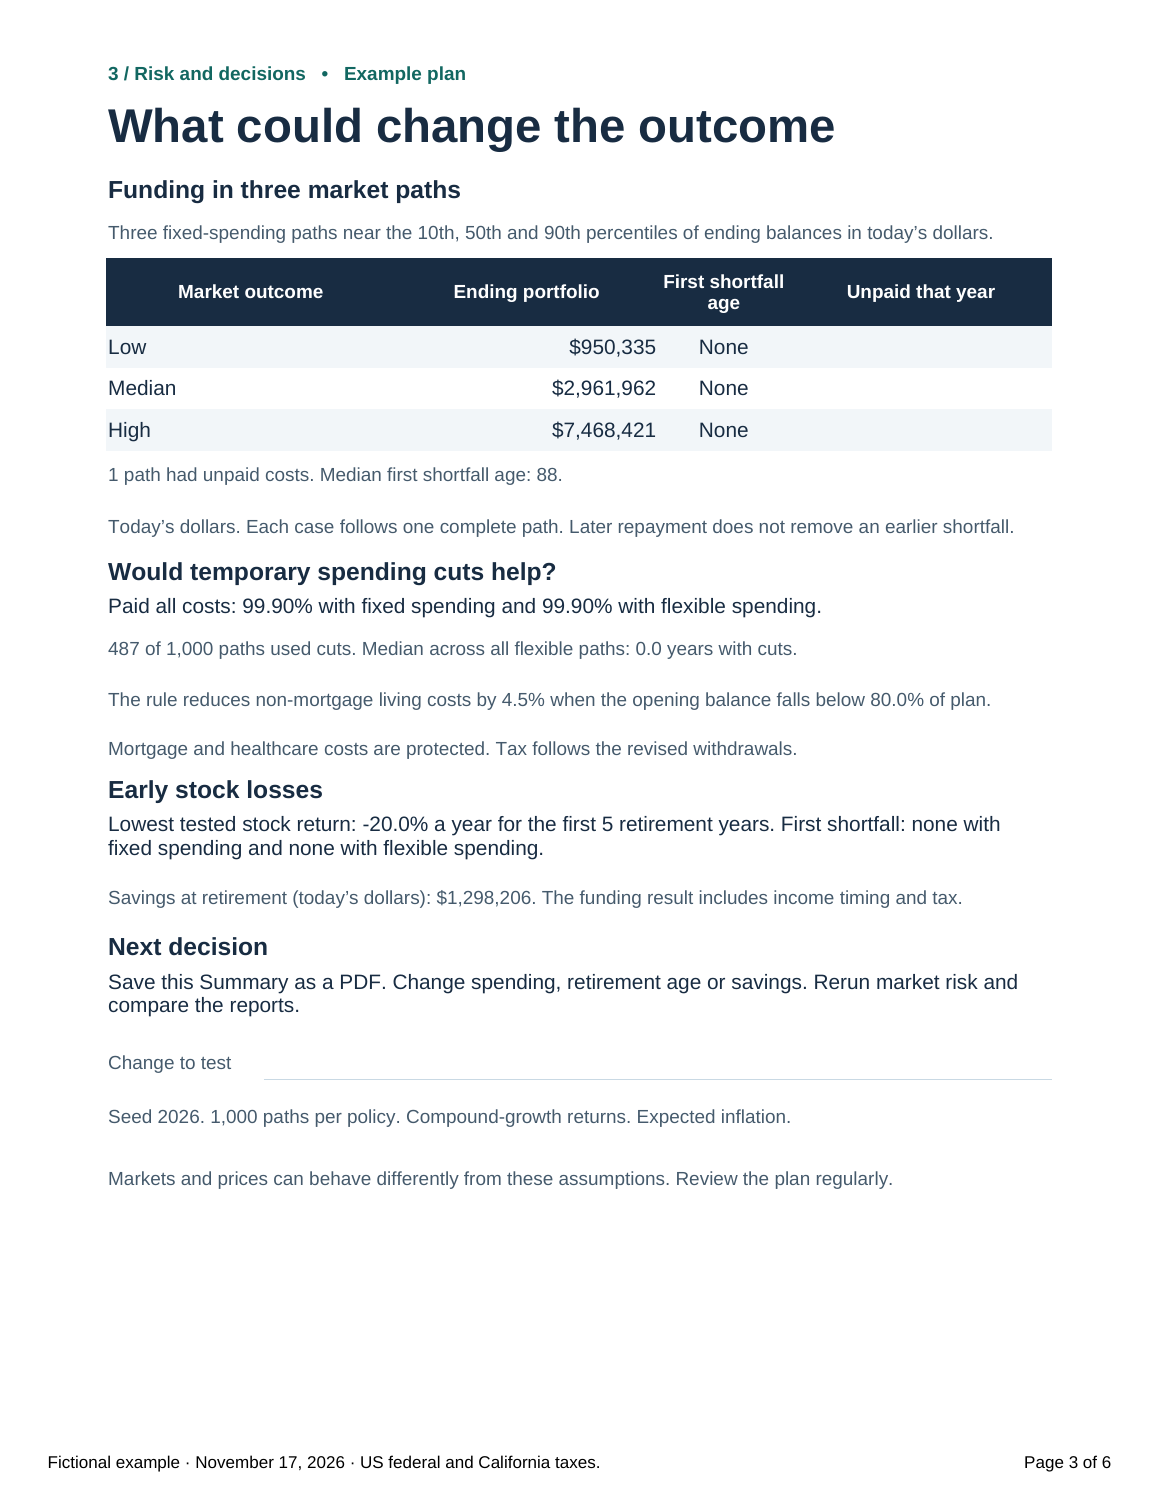 3 / Risk and decisions • Example plan
What could change the outcome
Funding in three market paths
Three fixed-spending paths near the 10th, 50th and 90th percentiles of ending balances in today’s dollars.
Market outcome Ending portfolio First shortfall age Unpaid that year
Low $950,335 None
Median $2,961,962 None
High $7,468,421 None
1 path had unpaid costs. Median first shortfall age: 88.
Today’s dollars. Each case follows one complete path. Later repayment does not remove an earlier shortfall.
Would temporary spending cuts help?
Paid all costs: 99.90% with fixed spending and 99.90% with flexible spending.
487 of 1,000 paths used cuts. Median across all flexible paths: 0.0 years with cuts.
The rule reduces non-mortgage living costs by 4.5% when the opening balance falls below 80.0% of plan.
Mortgage and healthcare costs are protected. Tax follows the revised withdrawals.
Early stock losses
Lowest tested stock return: -20.0% a year for the first 5 retirement years. First shortfall: none with
fixed spending and none with flexible spending.
Savings at retirement (today’s dollars): $1,298,206. The funding result includes income timing and tax.
Next decision
Save this Summary as a PDF. Change spending, retirement age or savings. Rerun market risk and
compare the reports.
Change to test
Seed 2026. 1,000 paths per policy. Compound-growth returns. Expected inflation.
Markets and prices can behave differently from these assumptions. Review the plan regularly.
Fictional example · November 17, 2026 · US federal and California taxes. Page 3 of 6